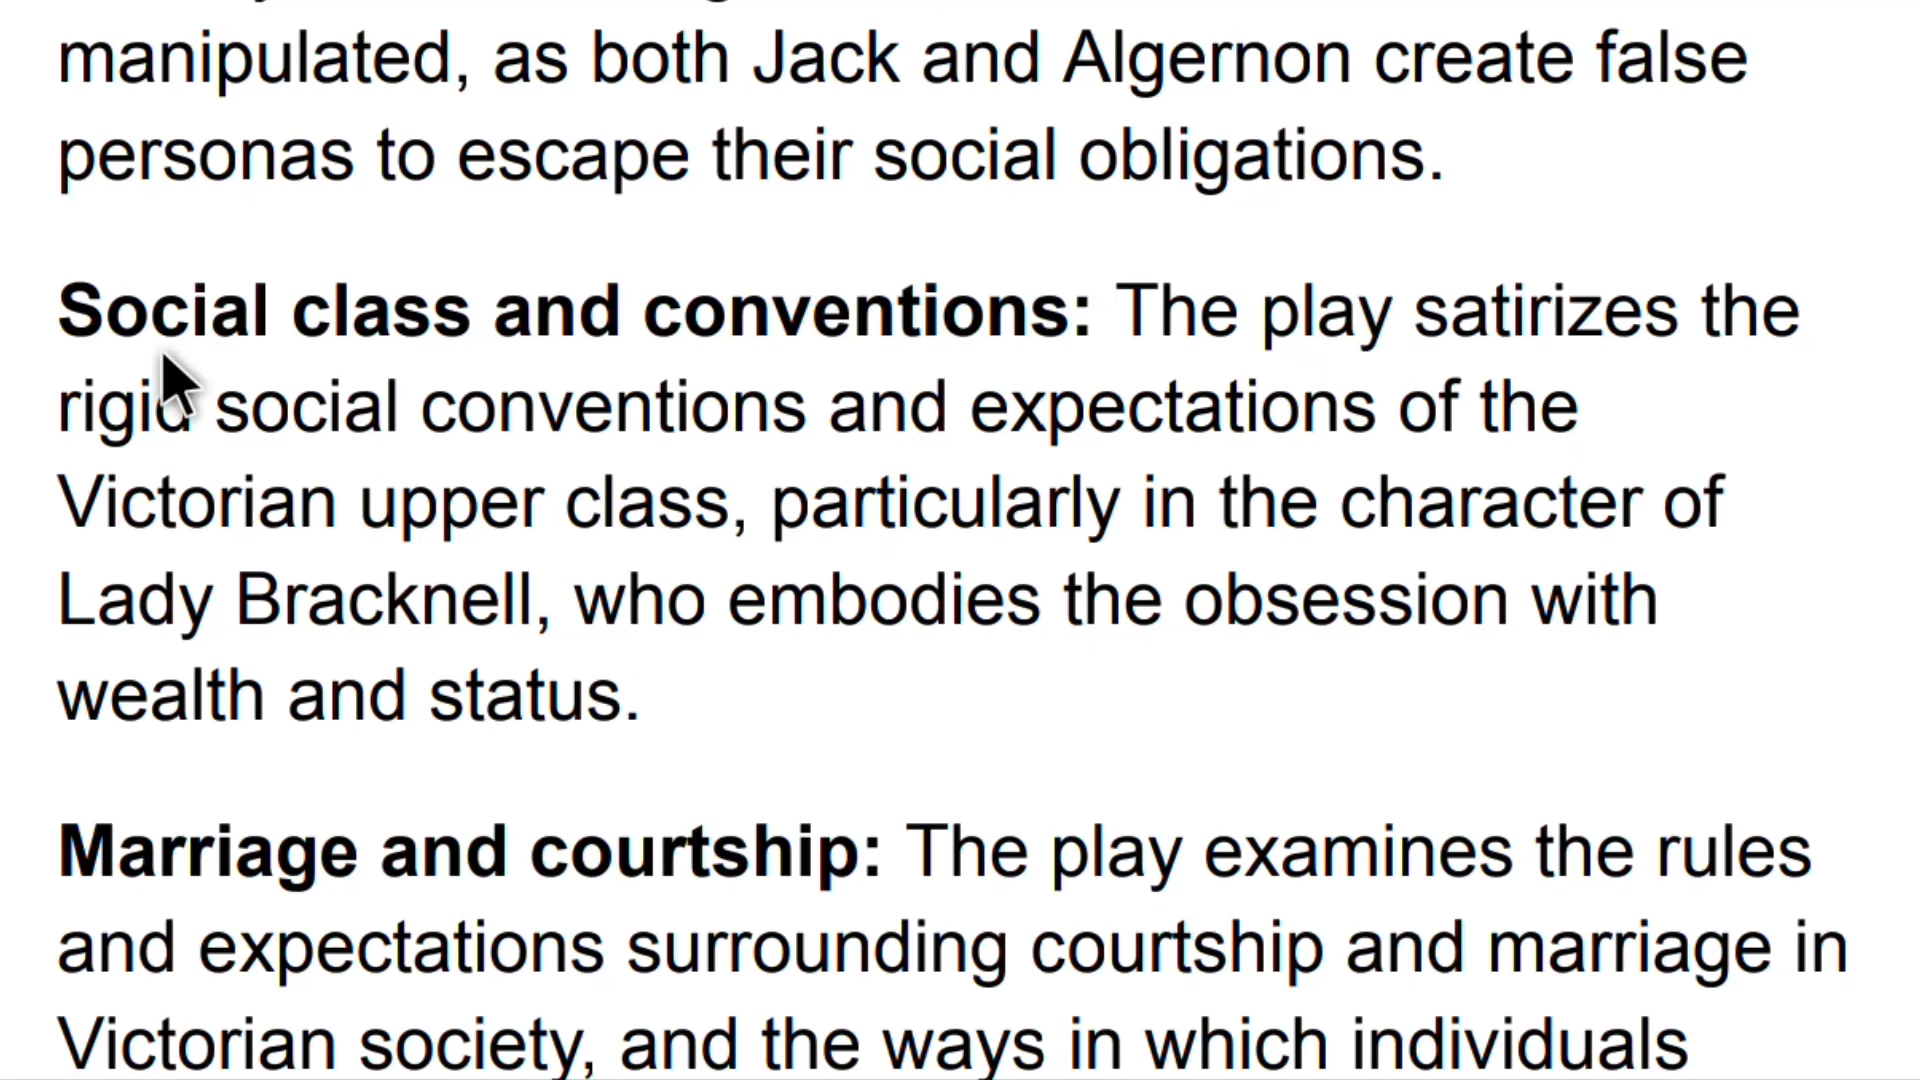 manipulated, as both Jack and Algernon create false
personas to escape their social obligations.
Social class and conventions: The play satirizes the
rigid social conventions and expectations of the
Victorian upper class, particularly in the character of
Lady Bracknell, who embodies the obsession with
wealth and status.
Marriage and courtship: The play examines the rules
and expectations surrounding courtship and marriage in
Victorian society, and the ways in which individuals